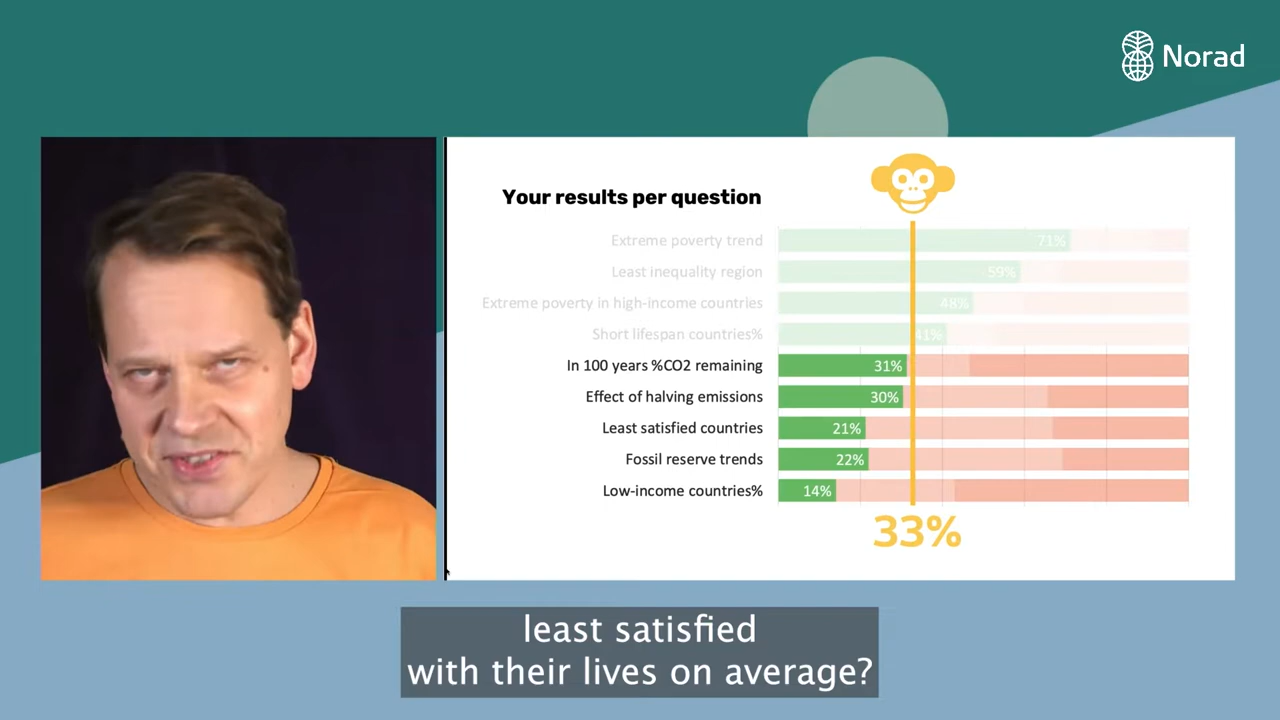 Norad
Your results per question
Extreme poverty trend 71%
Least inequality region 59%
Extreme poverty in high-income countries 48%
Short lifespan countries% 41%
In 100 years %CO2 remaining 31%
Effect of halving emissions 30%
Least satisfied countries 21%
Fossil reserve trends 22%
Low-income countries% 14%
33%
least satisfied
with their lives on average?